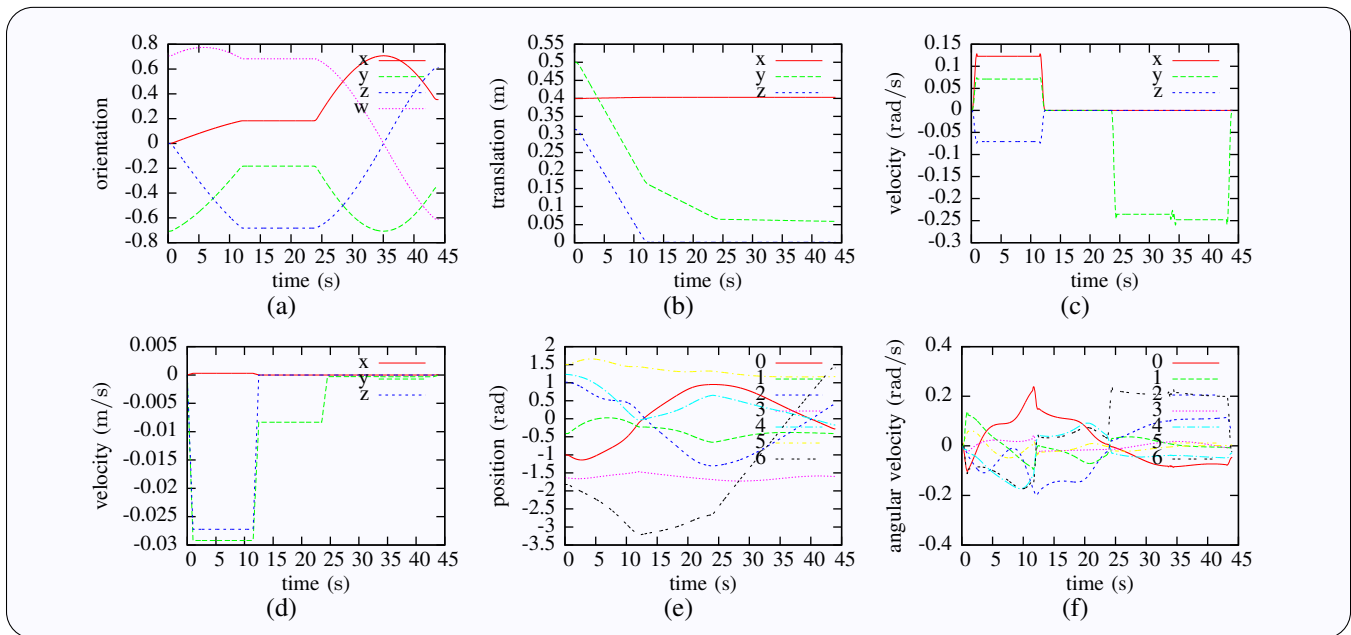 0.8
0.6
0.4
0.2
0
-0.2
-0.4
-0.6
-0.8
orientation
x
y
z
w
0 5 10 15 20 25 30 35 40 45
time (s)
(a)
0.55
0.5
0.45
0.4
0.35
0.3
0.25
0.2
0.15
0.1
0.05
0
translation (m)
x
y
z
0 5 10 15 20 25 30 35 40 45
time (s)
(b)
0.15
0.1
0.05
0
-0.05
-0.1
-0.15
-0.2
-0.25
-0.3
velocity (rad/s)
x
y
z
0 5 10 15 20 25 30 35 40 45
time (s)
(c)
0.005
0
-0.005
-0.01
-0.015
-0.02
-0.025
-0.03
velocity (m/s)
x
y
z
0 5 10 15 20 25 30 35 40 45
time (s)
(d)
2
1.5
1
0.5
0
-0.5
-1
-1.5
-2
-2.5
-3
-3.5
position (rad)
0
1
2
3
4
5
6
0 5 10 15 20 25 30 35 40 45
time (s)
(e)
0.4
0.2
0
-0.2
-0.4
angular velocity (rad/s)
0
1
2
3
4
5
6
0 5 10 15 20 25 30 35 40 45
time (s)
(f)